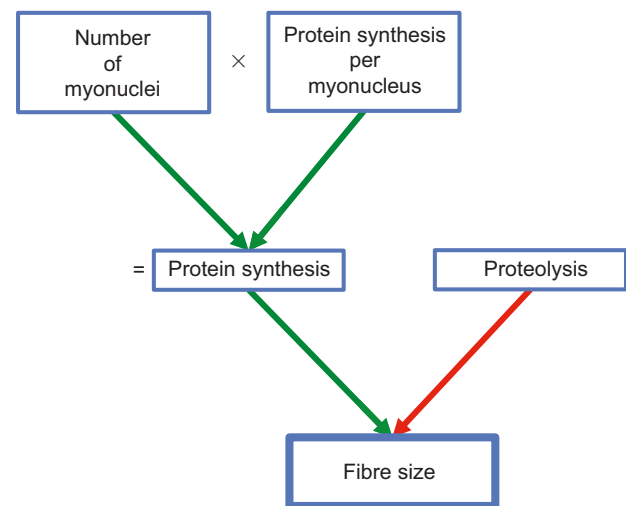 Number
of
myonuclei
×
Protein synthesis
per
myonucleus
= Protein synthesis
Proteolysis
Fibre size